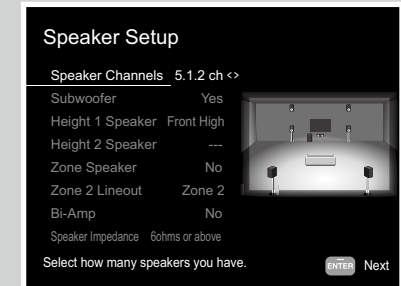 Speaker Setup
Speaker Channels 5.1.2 ch <>
Subwoofer Yes
Height 1 Speaker Front High
Height 2 Speaker ---
Zone Speaker No
Zone 2 Lineout Zone 2
Bi-Amp No
Speaker Impedance 6ohms or above
Select how many speakers you have.
ENTER Next